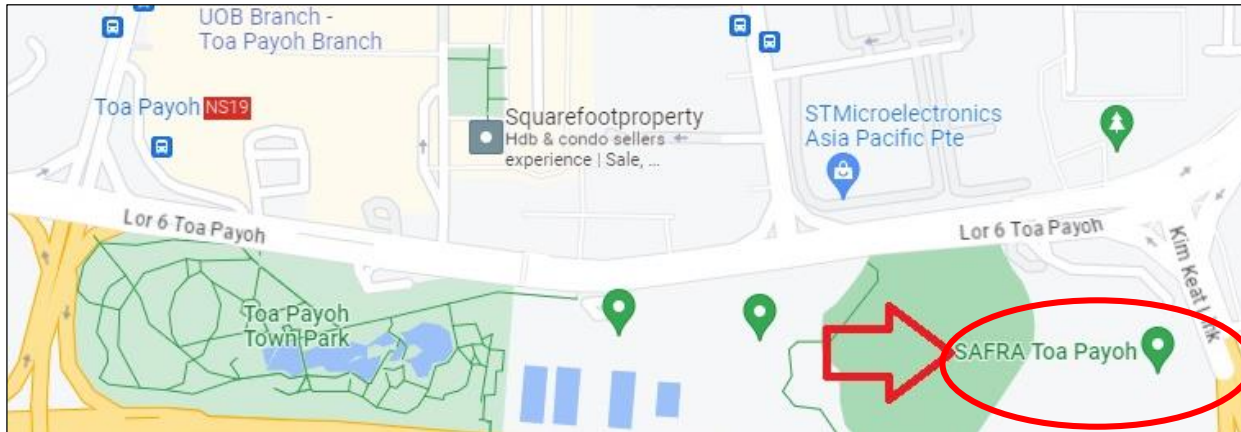 UOB Branch -
Toa Payoh Branch
Toa Payoh NS19
Squarefootproperty
Hdb & condo sellers
experience | Sale, ...
STMicroelectronics
Asia Pacific Pte
Lor 6 Toa Payoh
Lor 6 Toa Payoh
Kim Keat Link
Toa Payoh
Town Park
SAFRA Toa Payoh